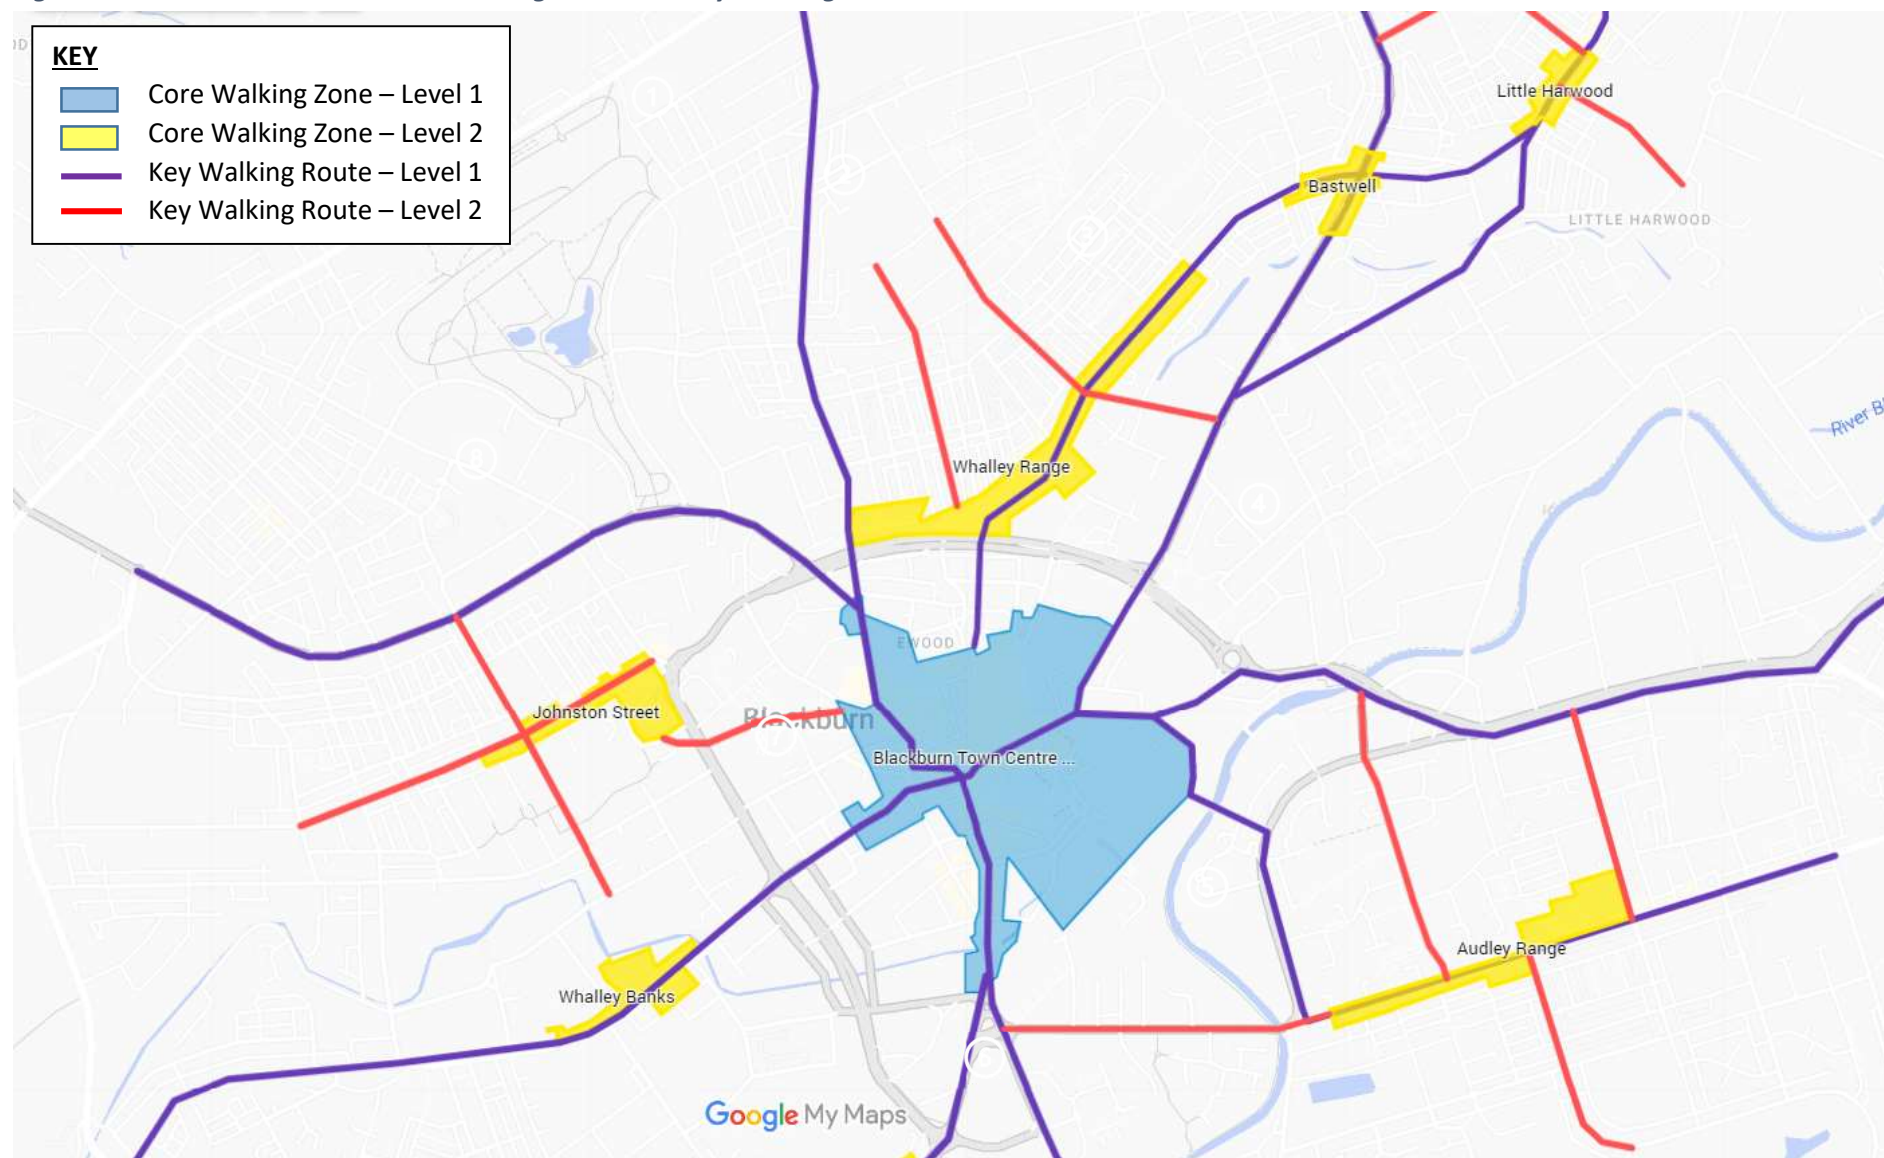 KEY
Core Walking Zone – Level 1
Core Walking Zone – Level 2
Key Walking Route – Level 1
Key Walking Route – Level 2
Little Harwood
Bastwell
LITTLE HARWOOD
River
Whalley Range
EWOOD
Johnston Street
Blackburn
Blackburn Town Centre ...
Audley Range
Whalley Banks
Google My Maps